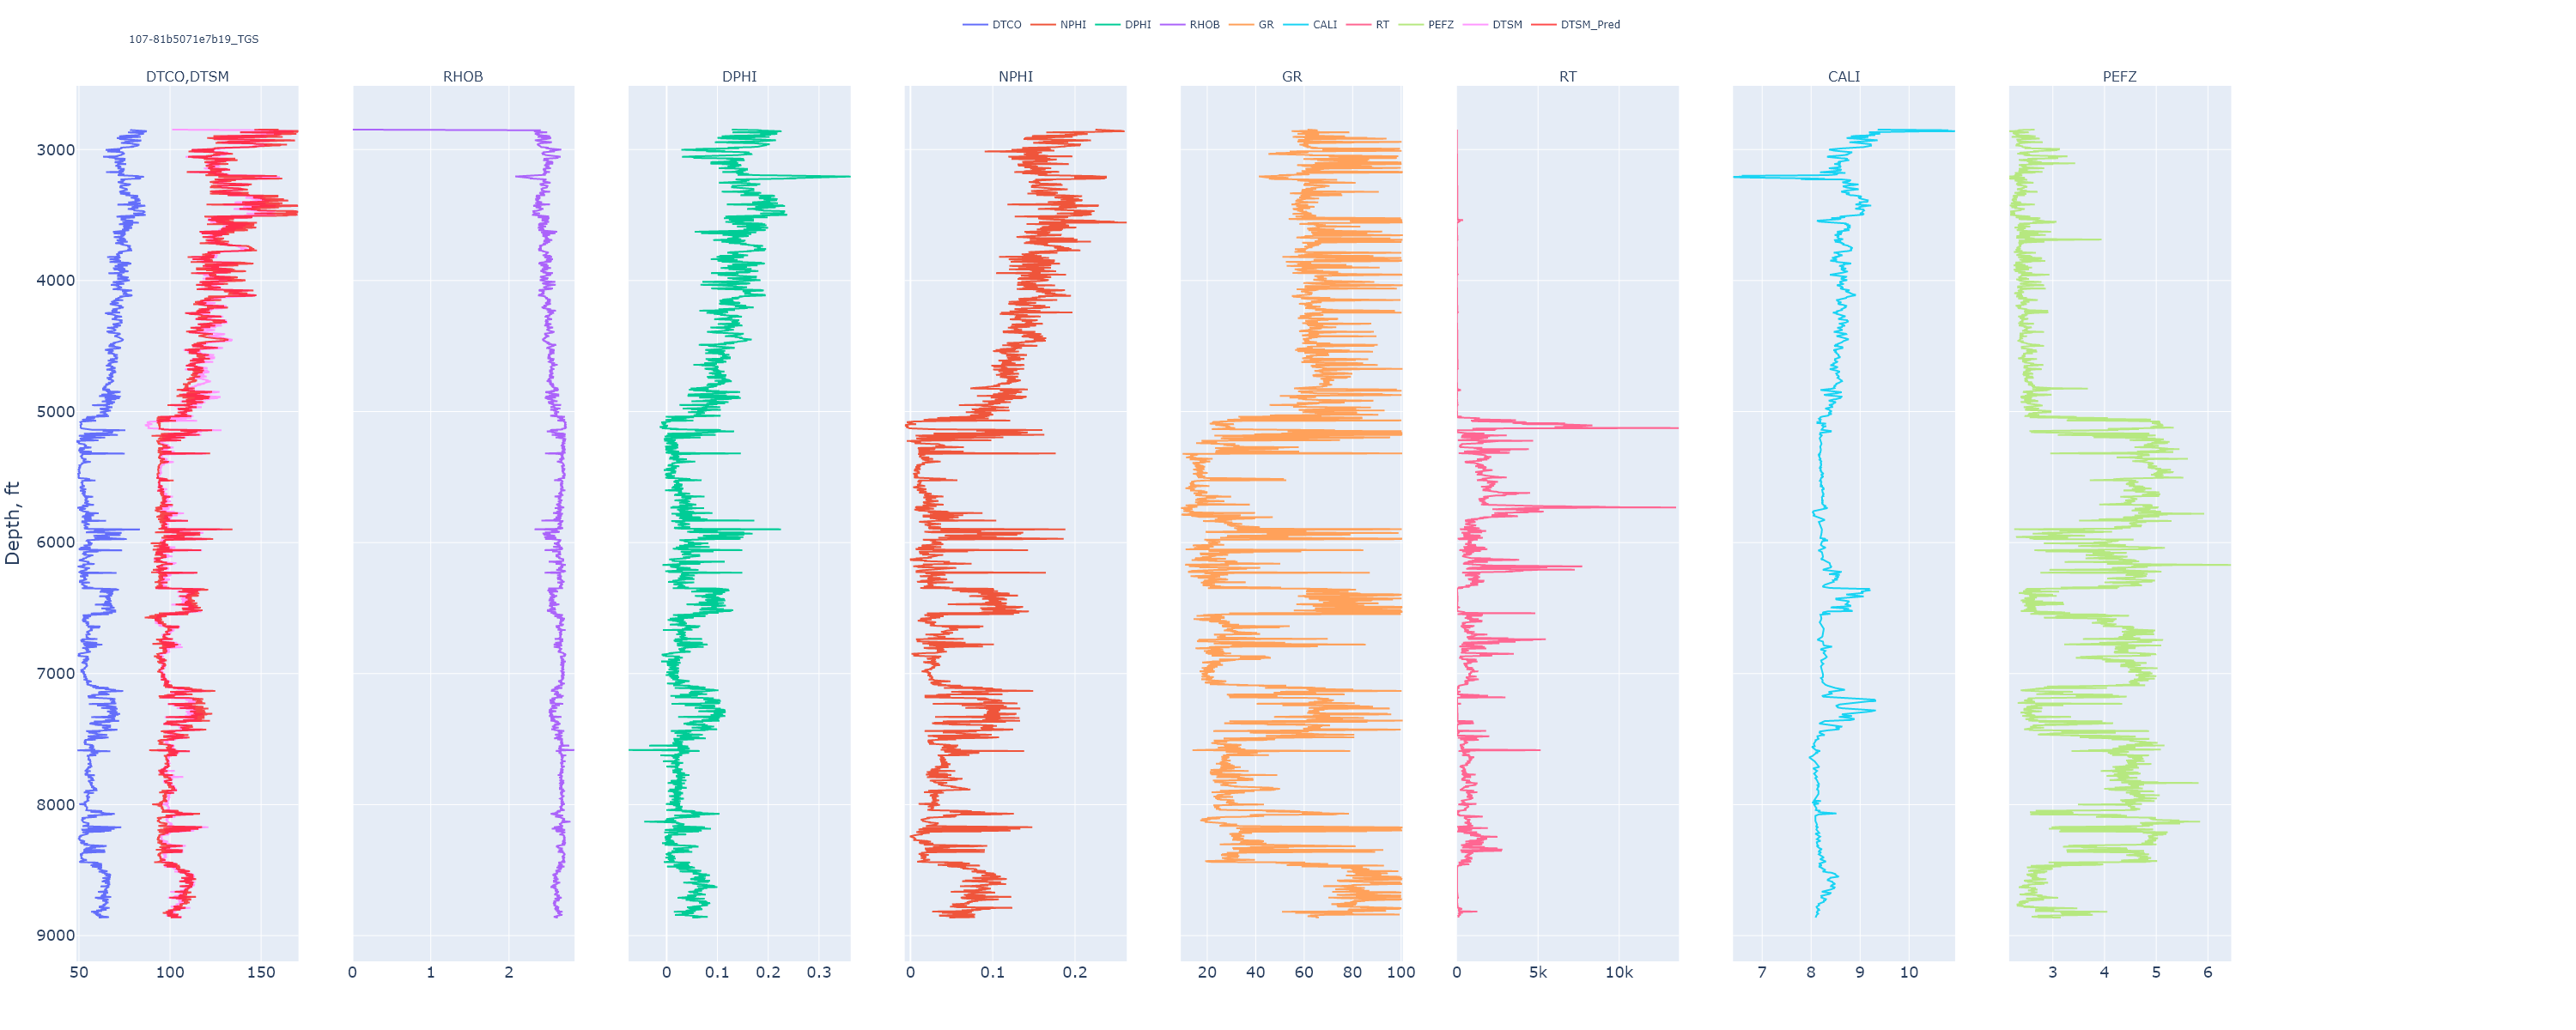 DTCO NPHI DPHI RHOB GR CALI RT PEFZ DTSM DTSM_Pred
107-81b5071e7b19_TGS
DTCO,DTSM RHOB DPHI NPHI GR RT CALI PEFZ
3000
4000
5000
6000
7000
8000
9000
Depth, ft
50 100 150 0 1 2 0 0.1 0.2 0.3 0 0.1 0.2 20 40 60 80 100 0 5k 10k 7 8 9 10 3 4 5 6